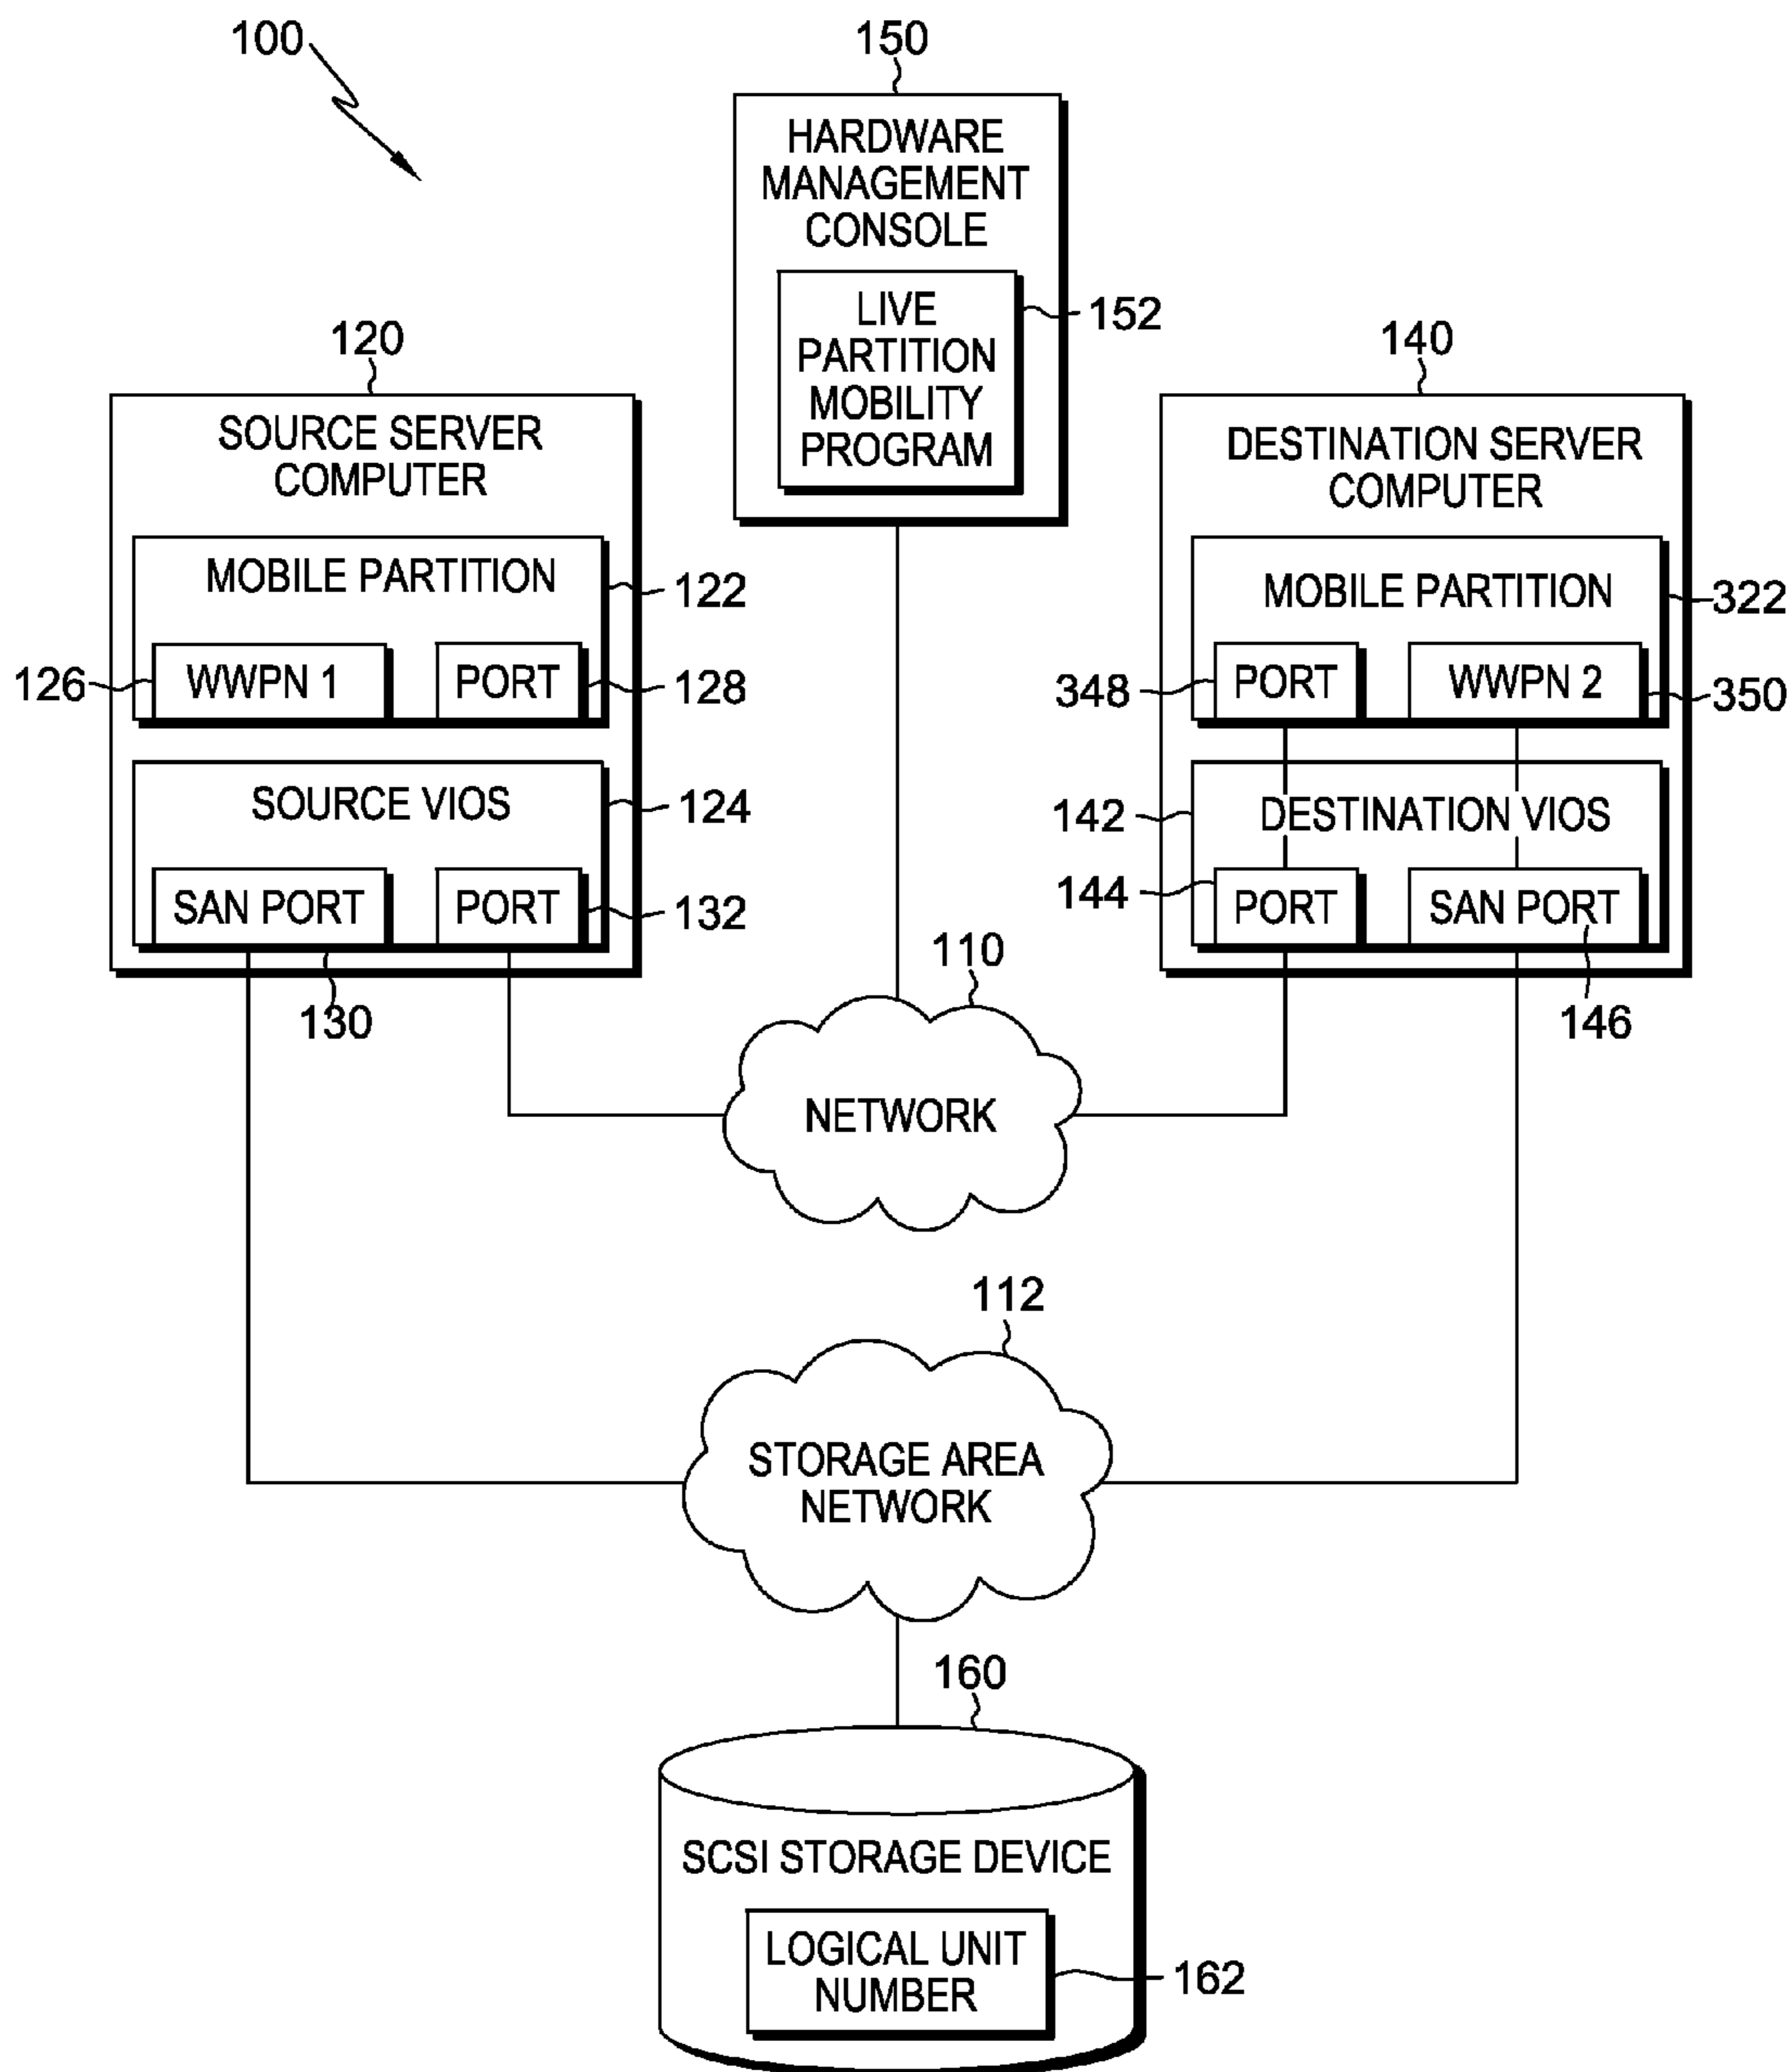 100
150
HARDWARE
MANAGEMENT
CONSOLE
LIVE
PARTITION
MOBILITY
PROGRAM
152
120
SOURCE SERVER
COMPUTER
MOBILE PARTITION
122
126
WWPN 1
PORT
128
SOURCE VIOS
124
SAN PORT
PORT
132
130
140
DESTINATION SERVER
COMPUTER
MOBILE PARTITION
322
348
PORT
WWPN 2
350
142
DESTINATION VIOS
144
PORT
SAN PORT
146
110
NETWORK
112
STORAGE AREA
NETWORK
160
SCSI STORAGE DEVICE
LOGICAL UNIT
NUMBER
162